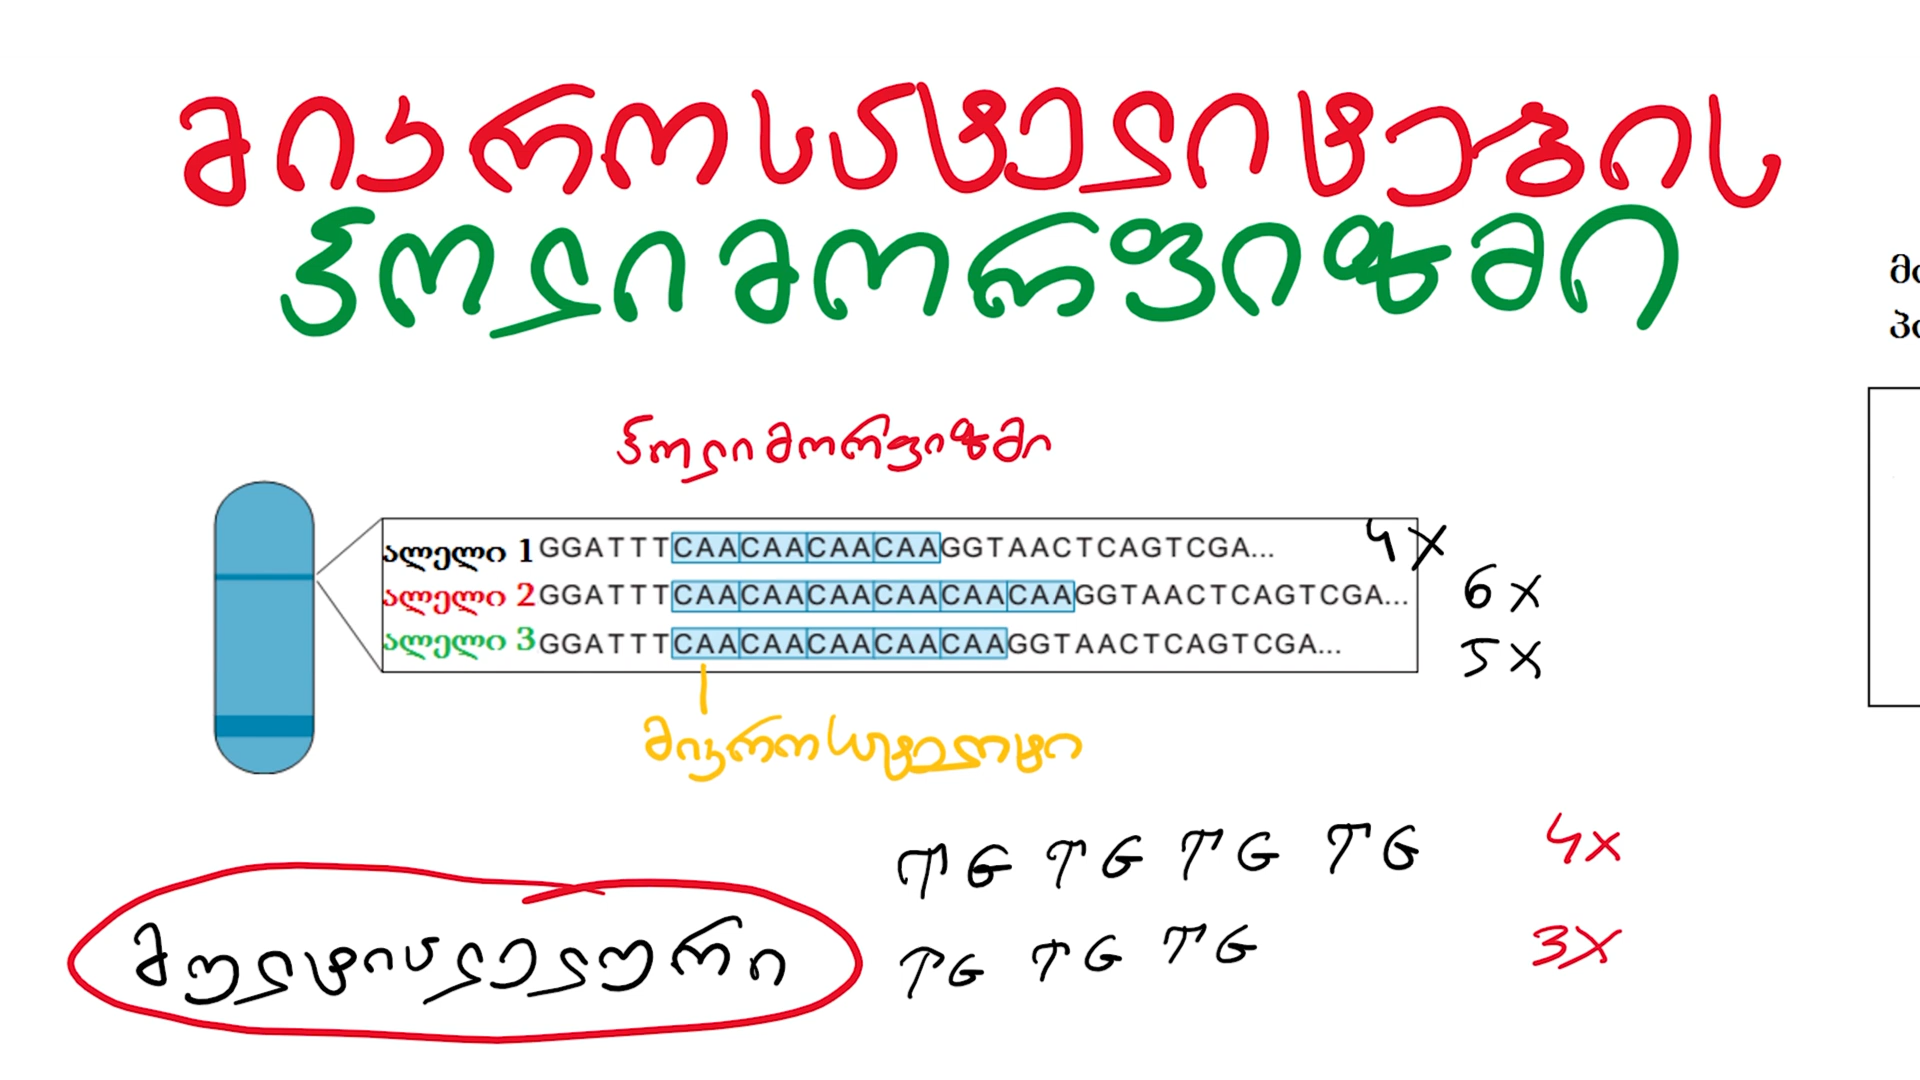 მიკროსატელიტების
პოლიმორფიზმი
პოლიმორფიზმი
ალელი 1 GGATTTCAACAACAACAAGGTAACTCAGTCGA... 4X
ალელი 2 GGATTTCAACAACAACAACAACAAGGTAACTCAGTCGA... 6X
ალელი 3 GGATTTCAACAACAACAACAAGGTAACTCAGTCGA... 5X
მიკროსატელიტი
TG TG TG TG 4X
მულტიალელური
TG TG TG 3X